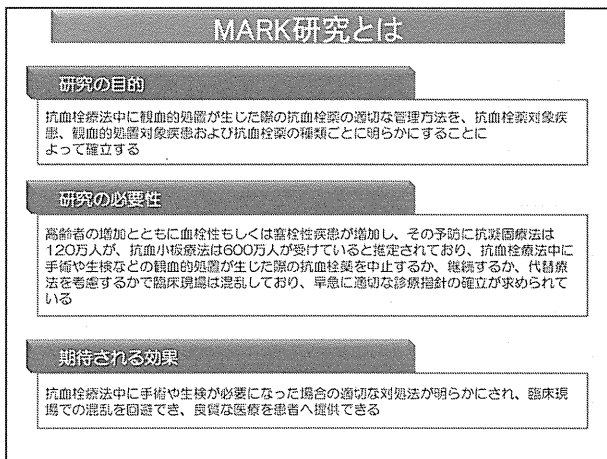 MARK研究とは
研究の目的
抗血栓療法中に観血的処置が生じた際の抗血栓薬の適切な管理方法を、抗血栓薬対象疾
患、観血的処置対象疾患および抗血栓薬の種類ごとに明らかにすることに
よって確立する
研究の必要性
高齢者の増加とともに血栓性もしくは塞栓性疾患が増加し、その予防に抗凝固療法は
120万人が、抗血小板療法は600万人が受けていると推定されており、抗血栓療法中に
手術や生検などの観血的処置が生じた際の抗血栓薬を中止するか、継続するか、代替療
法を考慮するかで臨床現場は混乱しており、早急に適切な診療指針の確立が求められて
いる
期待される効果
抗血栓療法中に手術や生検が必要になった場合の適切な対処法が明らかにされ、臨床現
場での混乱を回避でき、良質な医療を患者へ提供できる